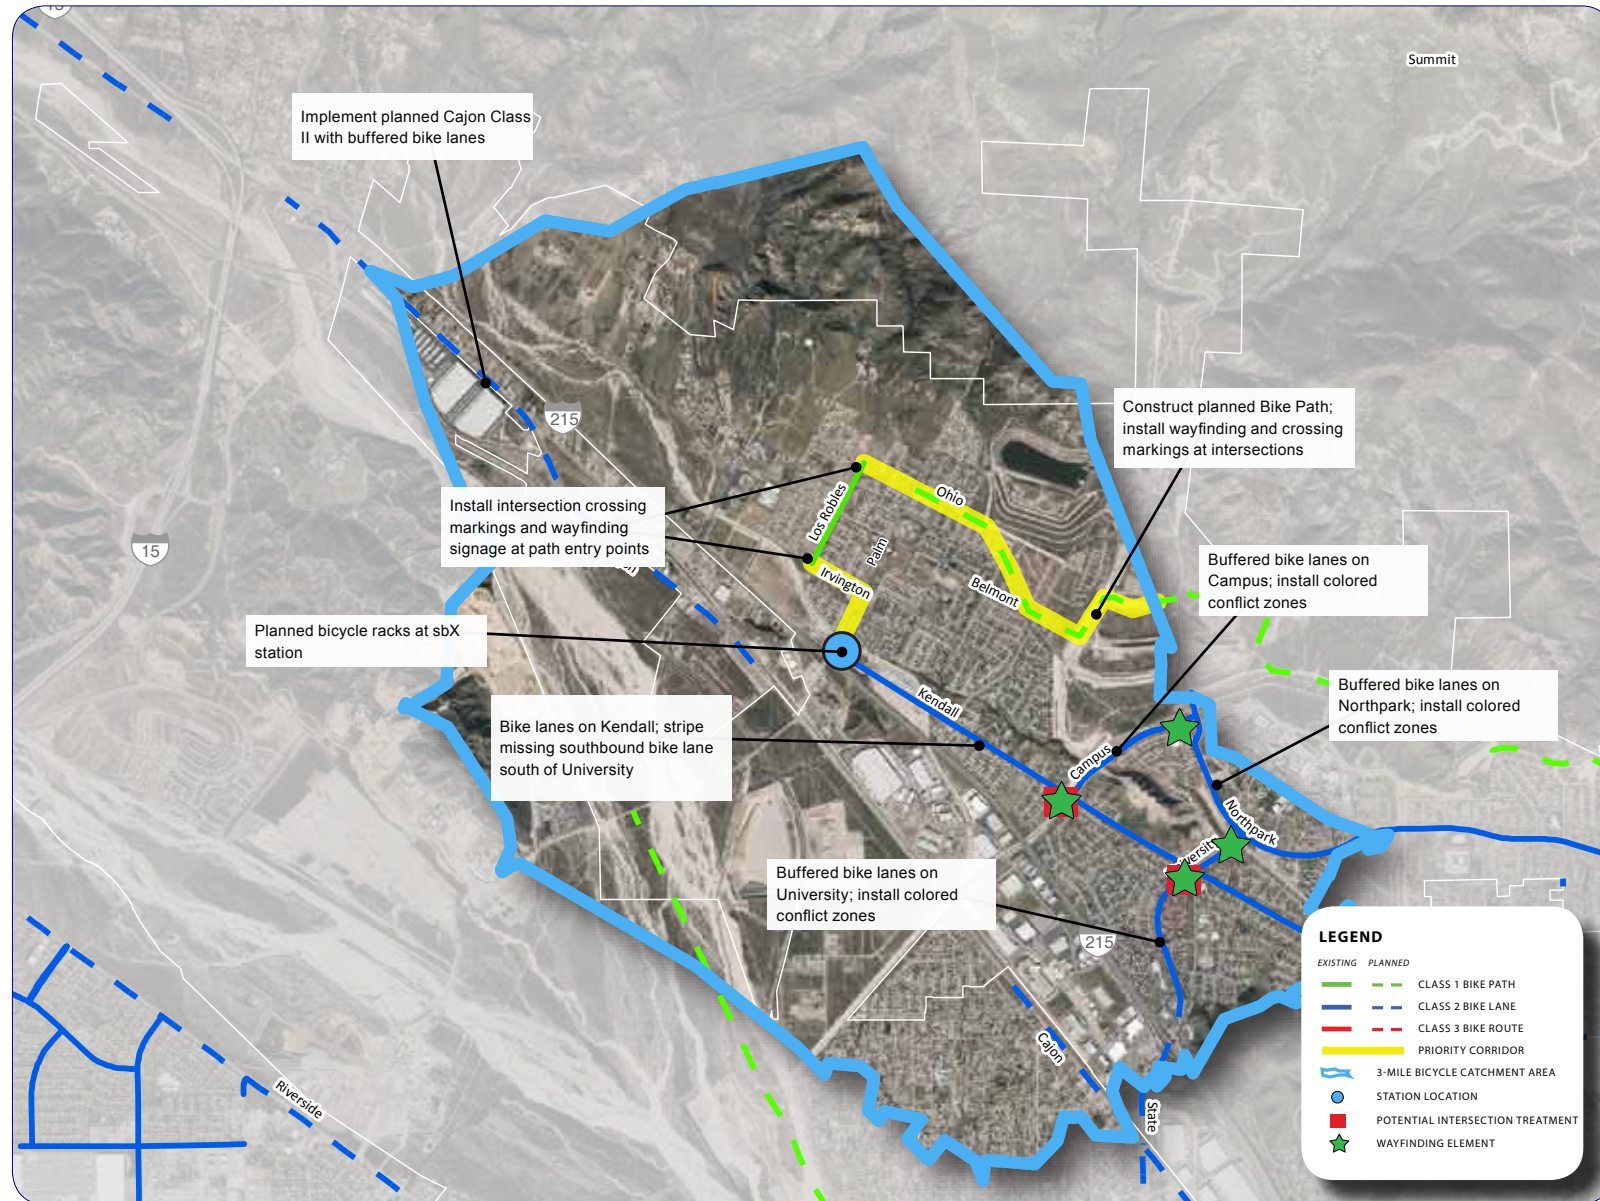 15
Summit
Implement planned Cajon Class
II with buffered bike lanes
215
Construct planned Bike Path;
install wayfinding and crossing
markings at intersections
Ohio
Los Robles
Install intersection crossing
markings and wayfinding
signage at path entry points
15
Palm
Irvington
Belmont
Buffered bike lanes on
Campus; install colored
conflict zones
Planned bicycle racks at sbX
station
Kendall
Buffered bike lanes on
Northpark; install colored
conflict zones
Bike lanes on Kendall; stripe
missing southbound bike lane
south of University
Campus
Northpark
Buffered bike lanes on
University; install colored
conflict zones
215
Cajon
Riverside
State
LEGEND
EXISTING PLANNED
CLASS 1 BIKE PATH
CLASS 2 BIKE LANE
CLASS 3 BIKE ROUTE
PRIORITY CORRIDOR
3-MILE BICYCLE CATCHMENT AREA
STATION LOCATION
POTENTIAL INTERSECTION TREATMENT
WAYFINDING ELEMENT